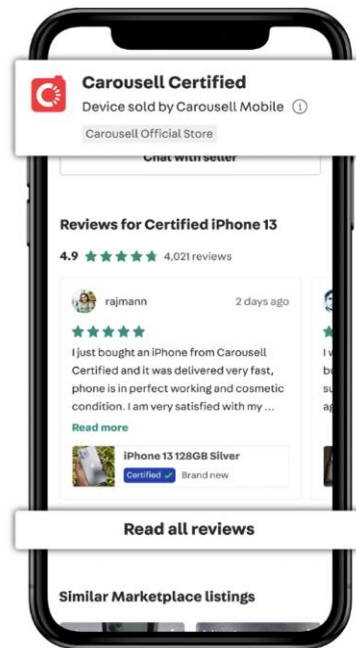 Carousell Certified
Device sold by Carousell Mobile
Carousell Official Store
Chat with seller
Reviews for Certified iPhone 13
4.9 4,021 reviews
rajmann 2 days ago
I just bought an iPhone from Carousell
Certified and it was delivered very fast,
phone is in perfect working and cosmetic
condition. I am very satisfied with my ...
Read more
iPhone 13 128GB Silver
Certified ✓ Brand new
Read all reviews
Similar Marketplace listings